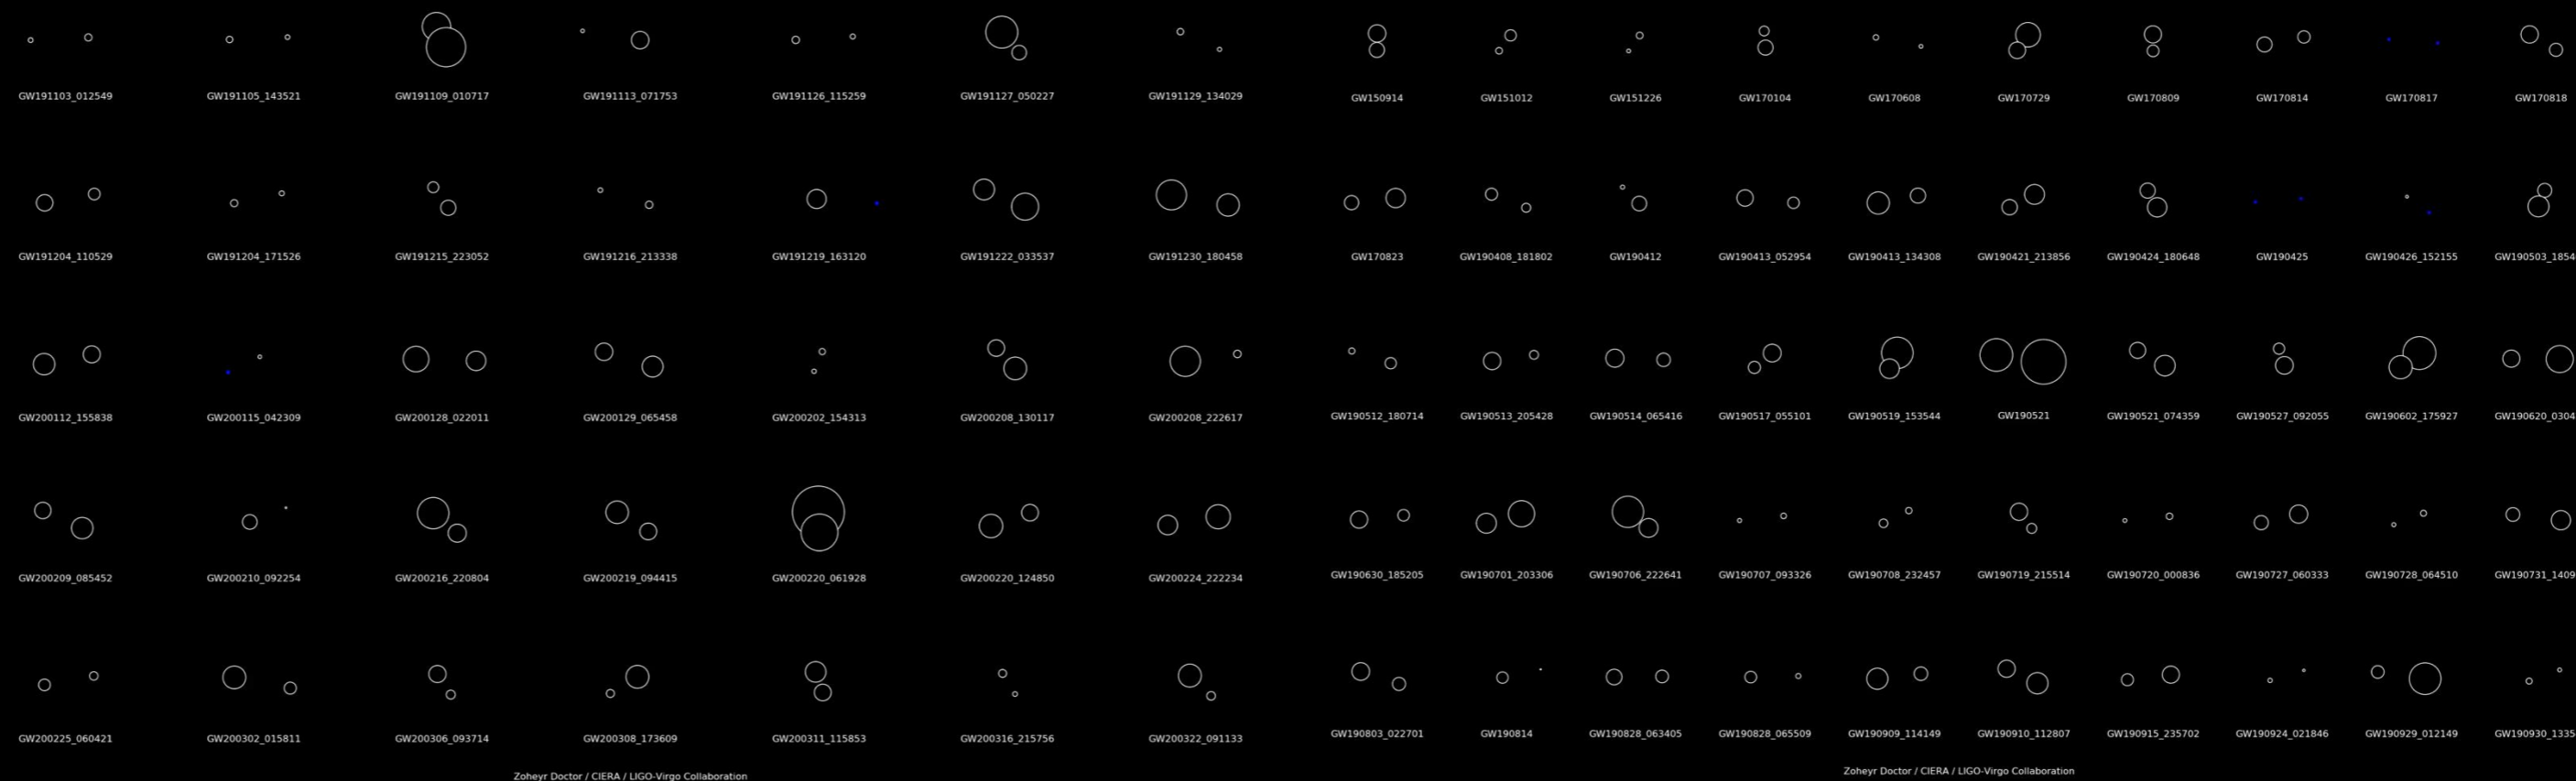 GW191103_012549 GW191105_143521 GW191109_010717 GW191113_071753 GW191126_115259 GW191127_050227 GW191129_134029
GW191204_110529 GW191204_171526 GW191215_223052 GW191216_213338 GW191219_163120 GW191222_033537 GW191230_180458
GW200112_155838 GW200115_042309 GW200128_022011 GW200129_065458 GW200202_154313 GW200208_130117 GW200208_222617
GW200209_085452 GW200210_092254 GW200216_220804 GW200219_094415 GW200220_061928 GW200220_124850 GW200224_222234
GW200225_060421 GW200302_015811 GW200306_093714 GW200308_173609 GW200311_115853 GW200316_215756 GW200322_091133
Zoheyr Doctor / CIERA / LIGO-Virgo Collaboration
GW150914 GW151012 GW151226 GW170104 GW170608 GW170729 GW170809 GW170814 GW170817 GW170818
GW170823 GW190408_181802 GW190412 GW190413_052954 GW190413_134308 GW190421_213856 GW190424_180648 GW190425 GW190426_152155 GW190503_1854
GW190512_180714 GW190513_205428 GW190514_065416 GW190517_055101 GW190519_153544 GW190521 GW190521_074359 GW190527_092055 GW190602_175927 GW190620_0304
GW190630_185205 GW190701_203306 GW190706_222641 GW190707_093326 GW190708_232457 GW190719_215514 GW190720_000836 GW190727_060333 GW190728_064510 GW190731_1409
GW190803_022701 GW190814 GW190828_063405 GW190828_065509 GW190909_114149 GW190910_112807 GW190915_235702 GW190924_021846 GW190929_012149 GW190930_1335
Zoheyr Doctor / CIERA / LIGO-Virgo Collaboration